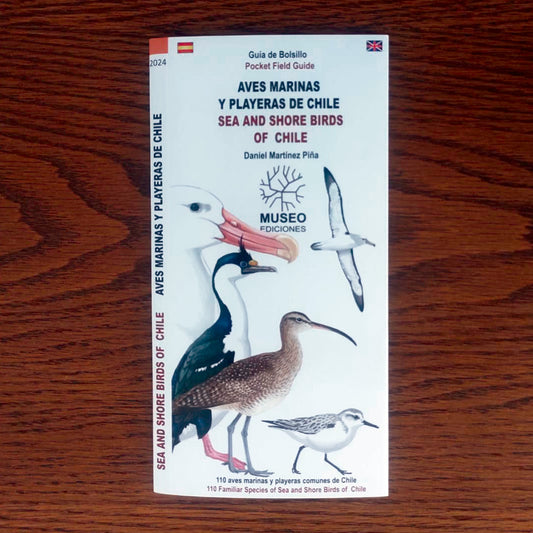 2024
Guía de Bolsillo
Pocket Field Guide
AVES MARINAS
Y PLAYERAS DE CHILE
SEA AND SHORE BIRDS
OF CHILE
Daniel Martínez Piña
MUSEO
EDICIONES
AVES MARINAS Y PLAYERAS DE CHILE
SEA AND SHORE BIRDS OF CHILE
110 aves marinas y playeras comunes de Chile
110 Familiar Species of Sea and Shore Birds of Chile